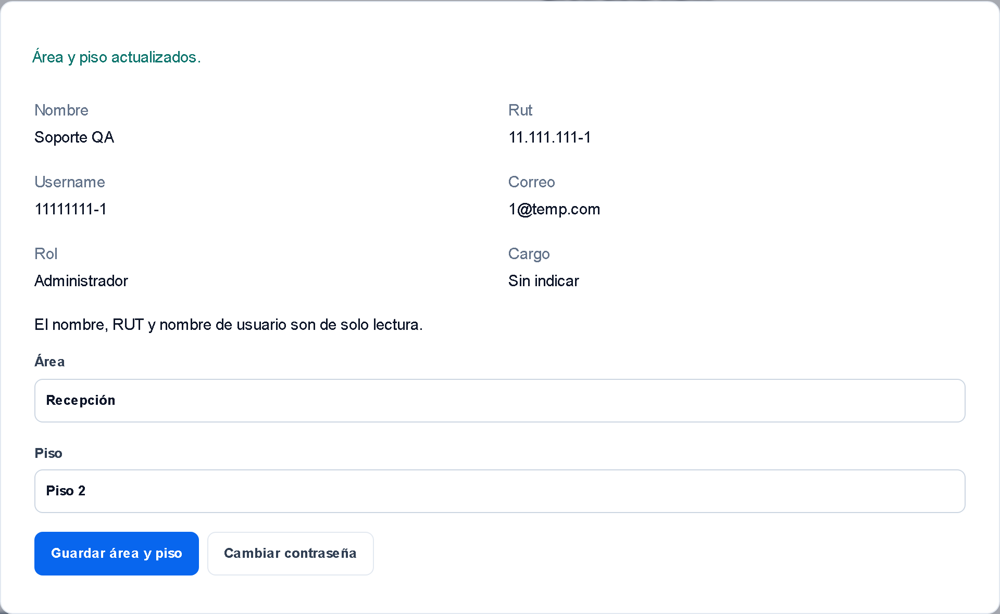 Área y piso actualizados.
Nombre
Soporte QA
Rut
11.111.111-1
Username
11111111-1
Correo
1@temp.com
Rol
Administrador
Cargo
Sin indicar
El nombre, RUT y nombre de usuario son de solo lectura.
Área
Recepción
Piso
Piso 2
Guardar área y piso
Cambiar contraseña